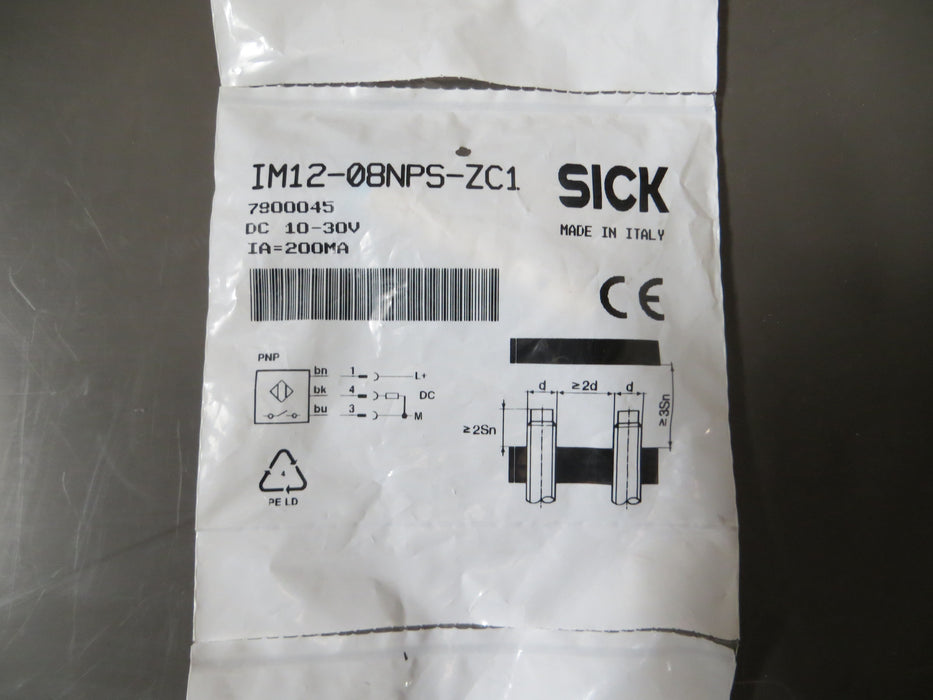 IM12-08NPS-ZC1
SICK
7900045
DC 10-30V
IA=200MA
MADE IN ITALY
CE
PNP
bn 1 L+
bk 4 DC
bu 3 M
d ≥2d d
≥3Sn
≥2Sn
4
PE LD